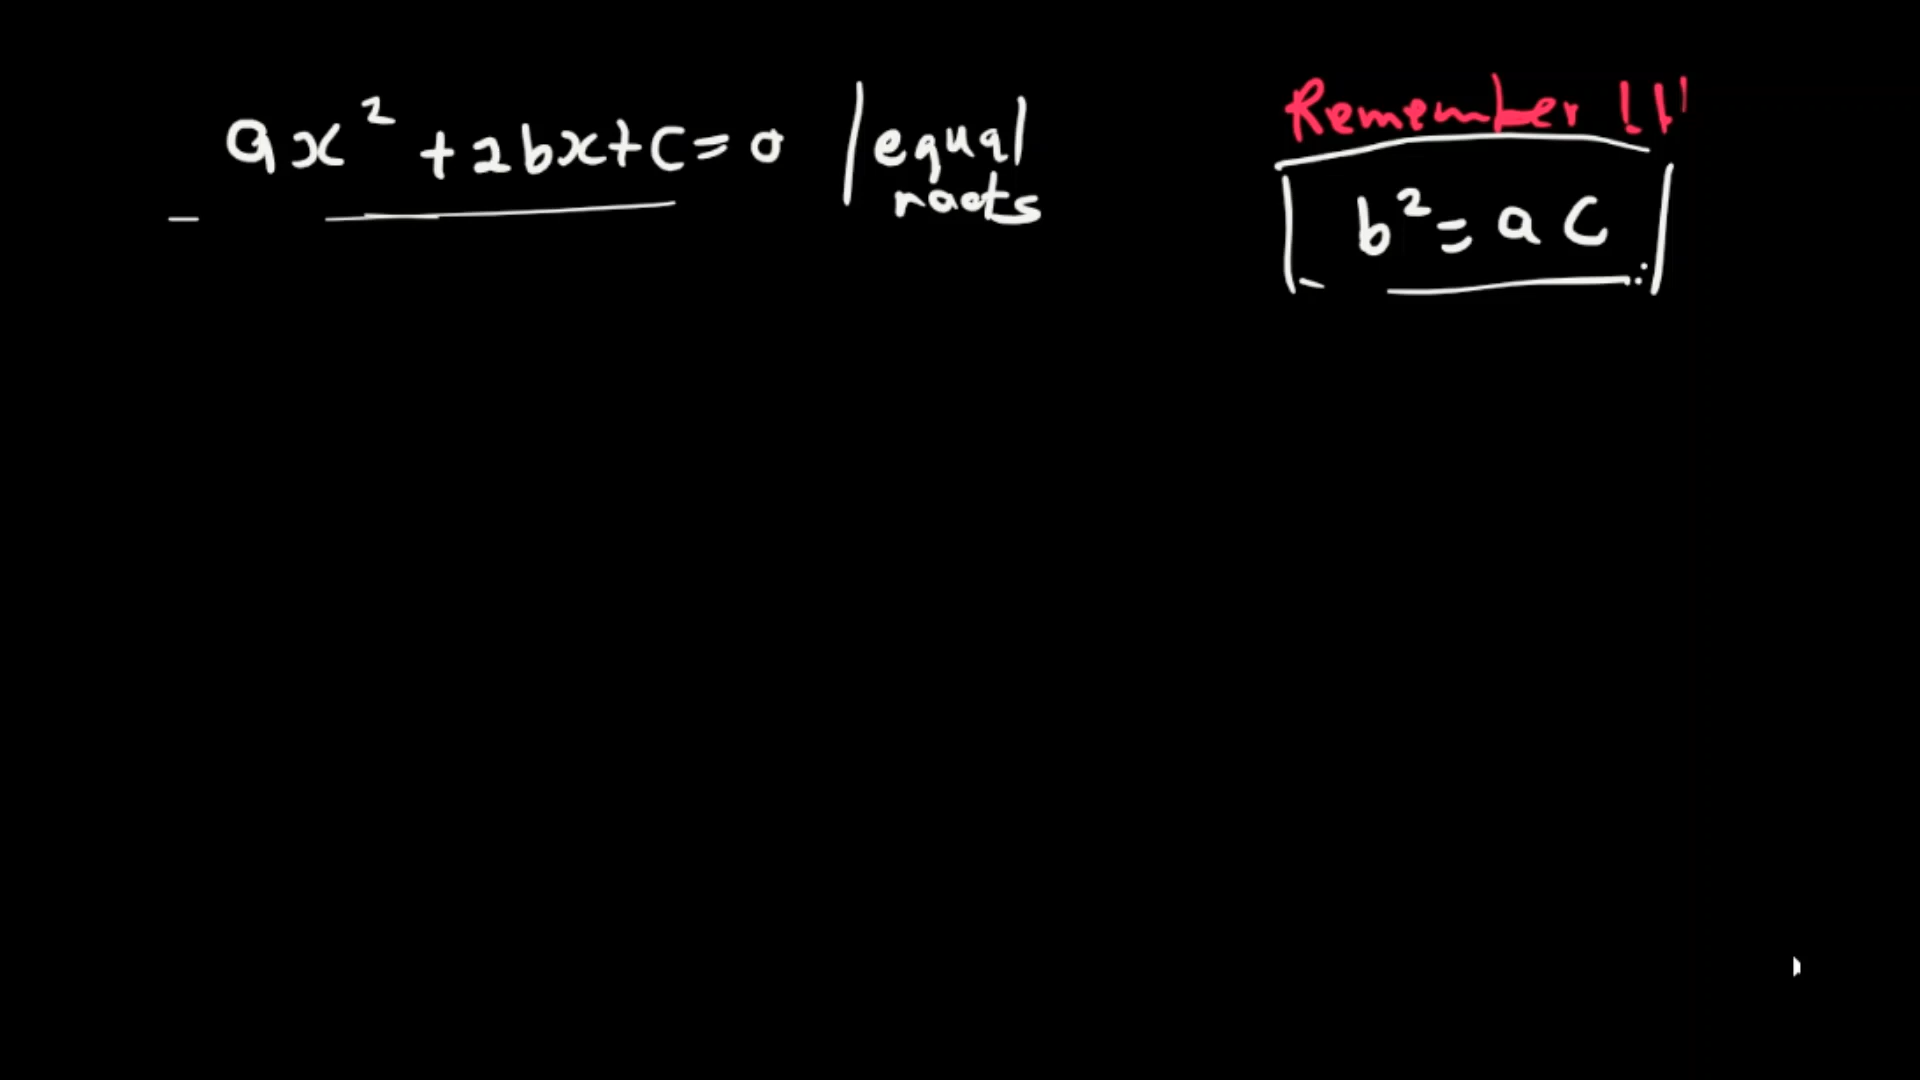 ax² + 2bx + c = 0 | equal roots
Remember !!!
b² = ac